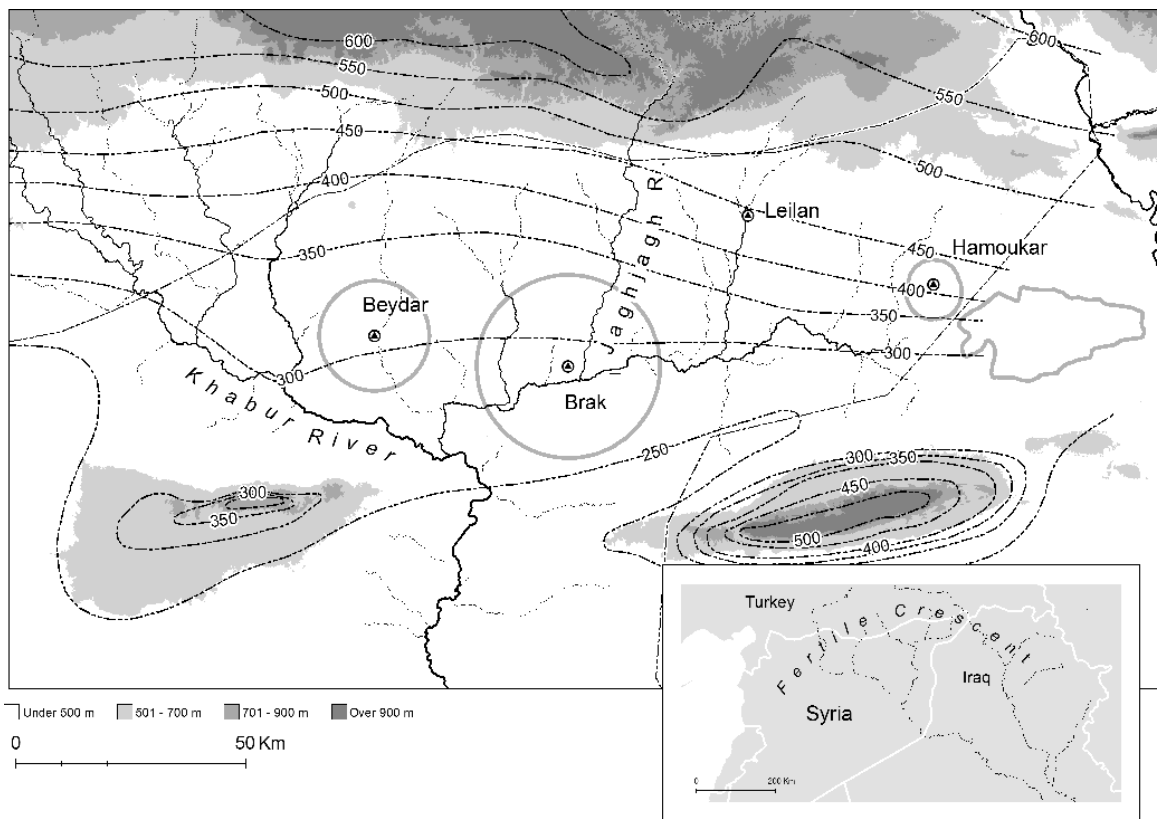 600
600
550
550
500
450
500
400
Jaghjagh R
Leilan
450
Hamoukar
350
400
Beydar
350
300
300
Brak
Khabur River
250
300
350
450
300
350
500
400
Turkey
Fertile Crescent
Iraq
Syria
0
200 Km
Under 500 m
501 - 700 m
701 - 900 m
Over 900 m
0
50 Km